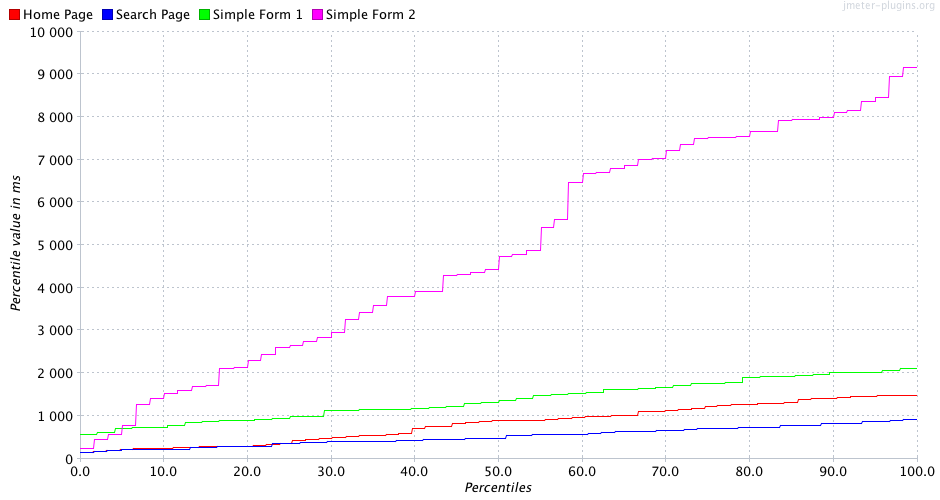 jmeter-plugins.org
Home Page Search Page Simple Form 1 Simple Form 2
10 000
9 000
8 000
7 000
6 000
5 000
4 000
3 000
2 000
1 000
0
Percentile value in ms
0.0 10.0 20.0 30.0 40.0 50.0 60.0 70.0 80.0 90.0 100.0
Percentiles